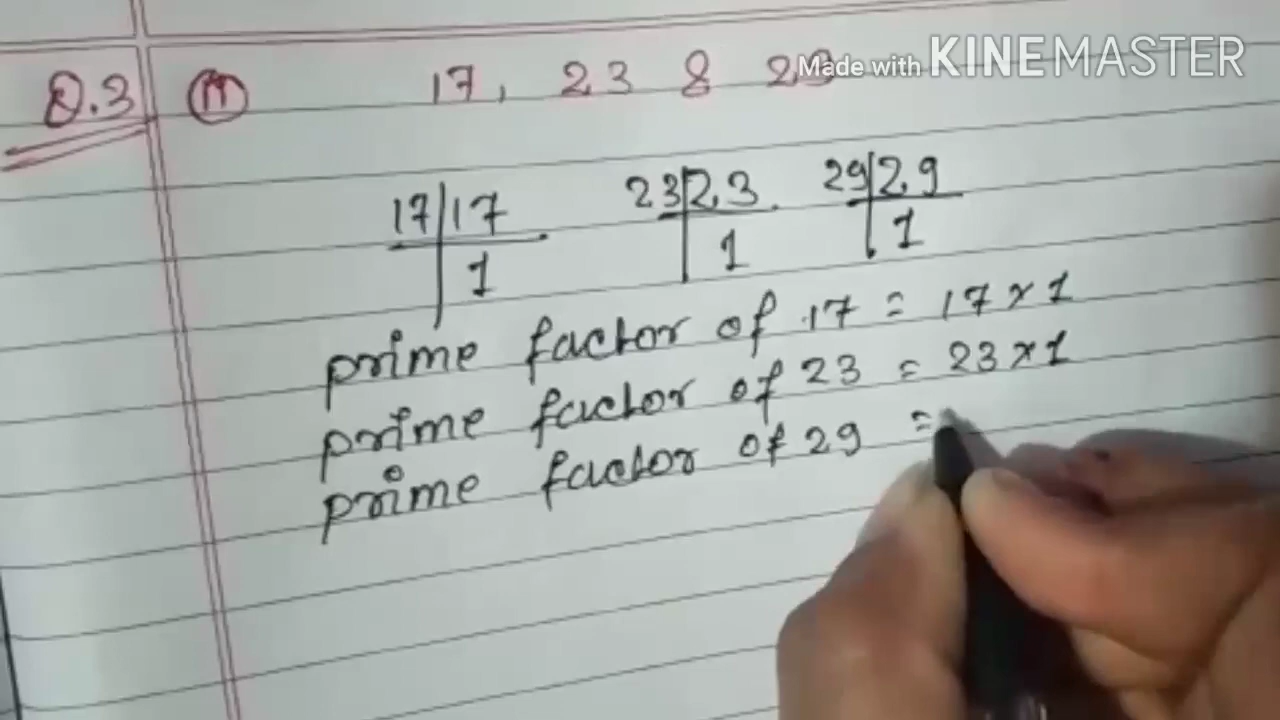 Made with KINEMASTER
Q.3 (ii) 17, 23 & 29
17 | 17 23 | 23 29 | 29
1 1 1
prime factor of 17 = 17 × 1
prime factor of 23 = 23 × 1
prime factor of 29 =